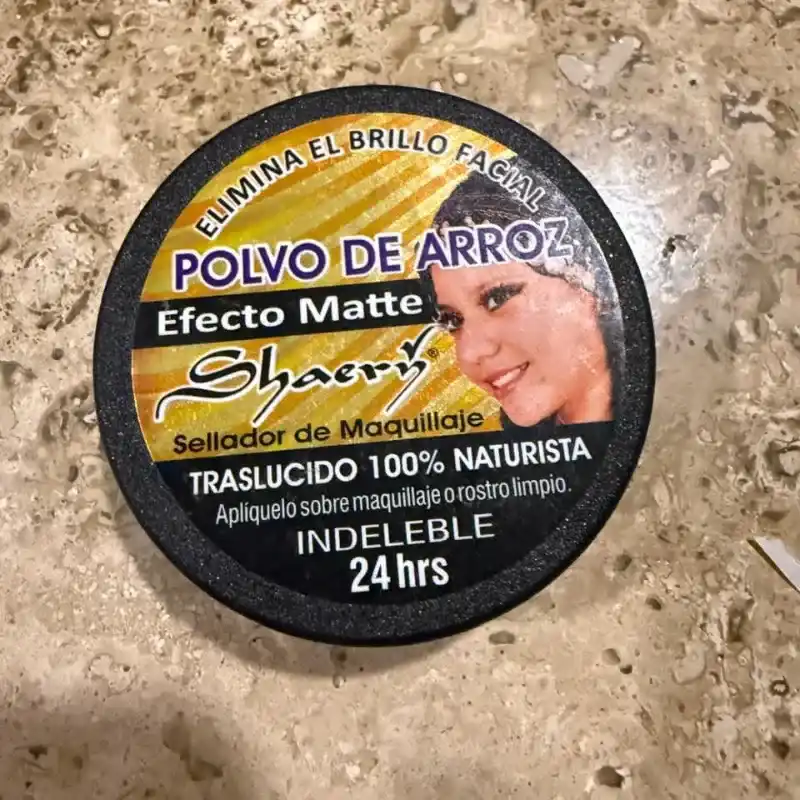 ELIMINA EL BRILLO FACIAL
POLVO DE ARROZ
Efecto Matte
Shaerÿ®
Sellador de Maquillaje
TRASLUCIDO 100% NATURISTA
Aplíquelo sobre maquillaje o rostro limpio.
INDELEBLE
24 hrs